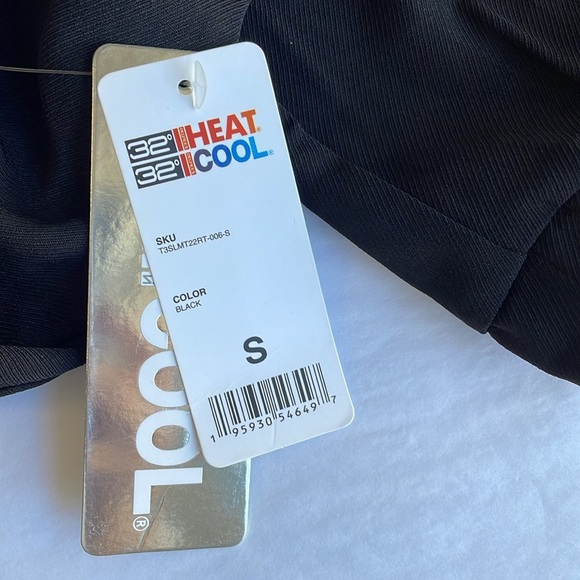 32° HEAT®
32° COOL®
SKU
T3SLMT22RT-006-S
COLOR
BLACK
S
1 95930 54649 7
COOL®